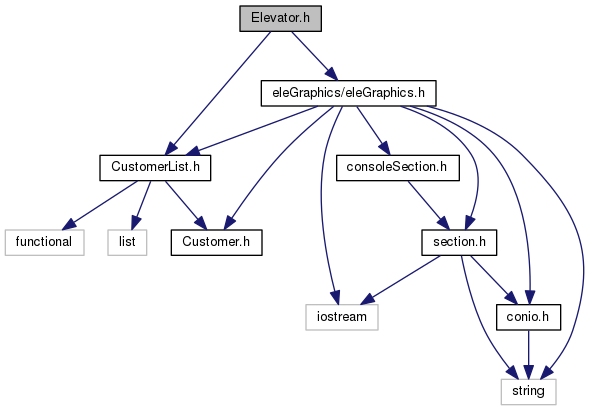 Elevator.h
eleGraphics/eleGraphics.h
CustomerList.h
consoleSection.h
functional
list
Customer.h
section.h
iostream
conio.h
string